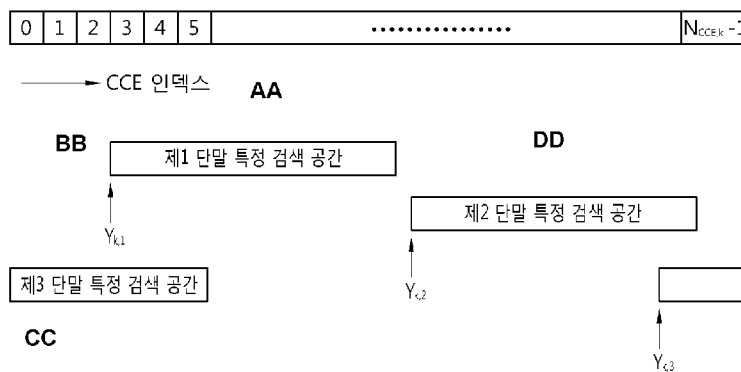 0 1 2 3 4 5 ················ N_CCE,k -1
CCE 인덱스
AA
BB
제1 단말 특정 검색 공간
DD
Y_k,1
제2 단말 특정 검색 공간
제3 단말 특정 검색 공간
Y_k,2
CC
Y_k,3